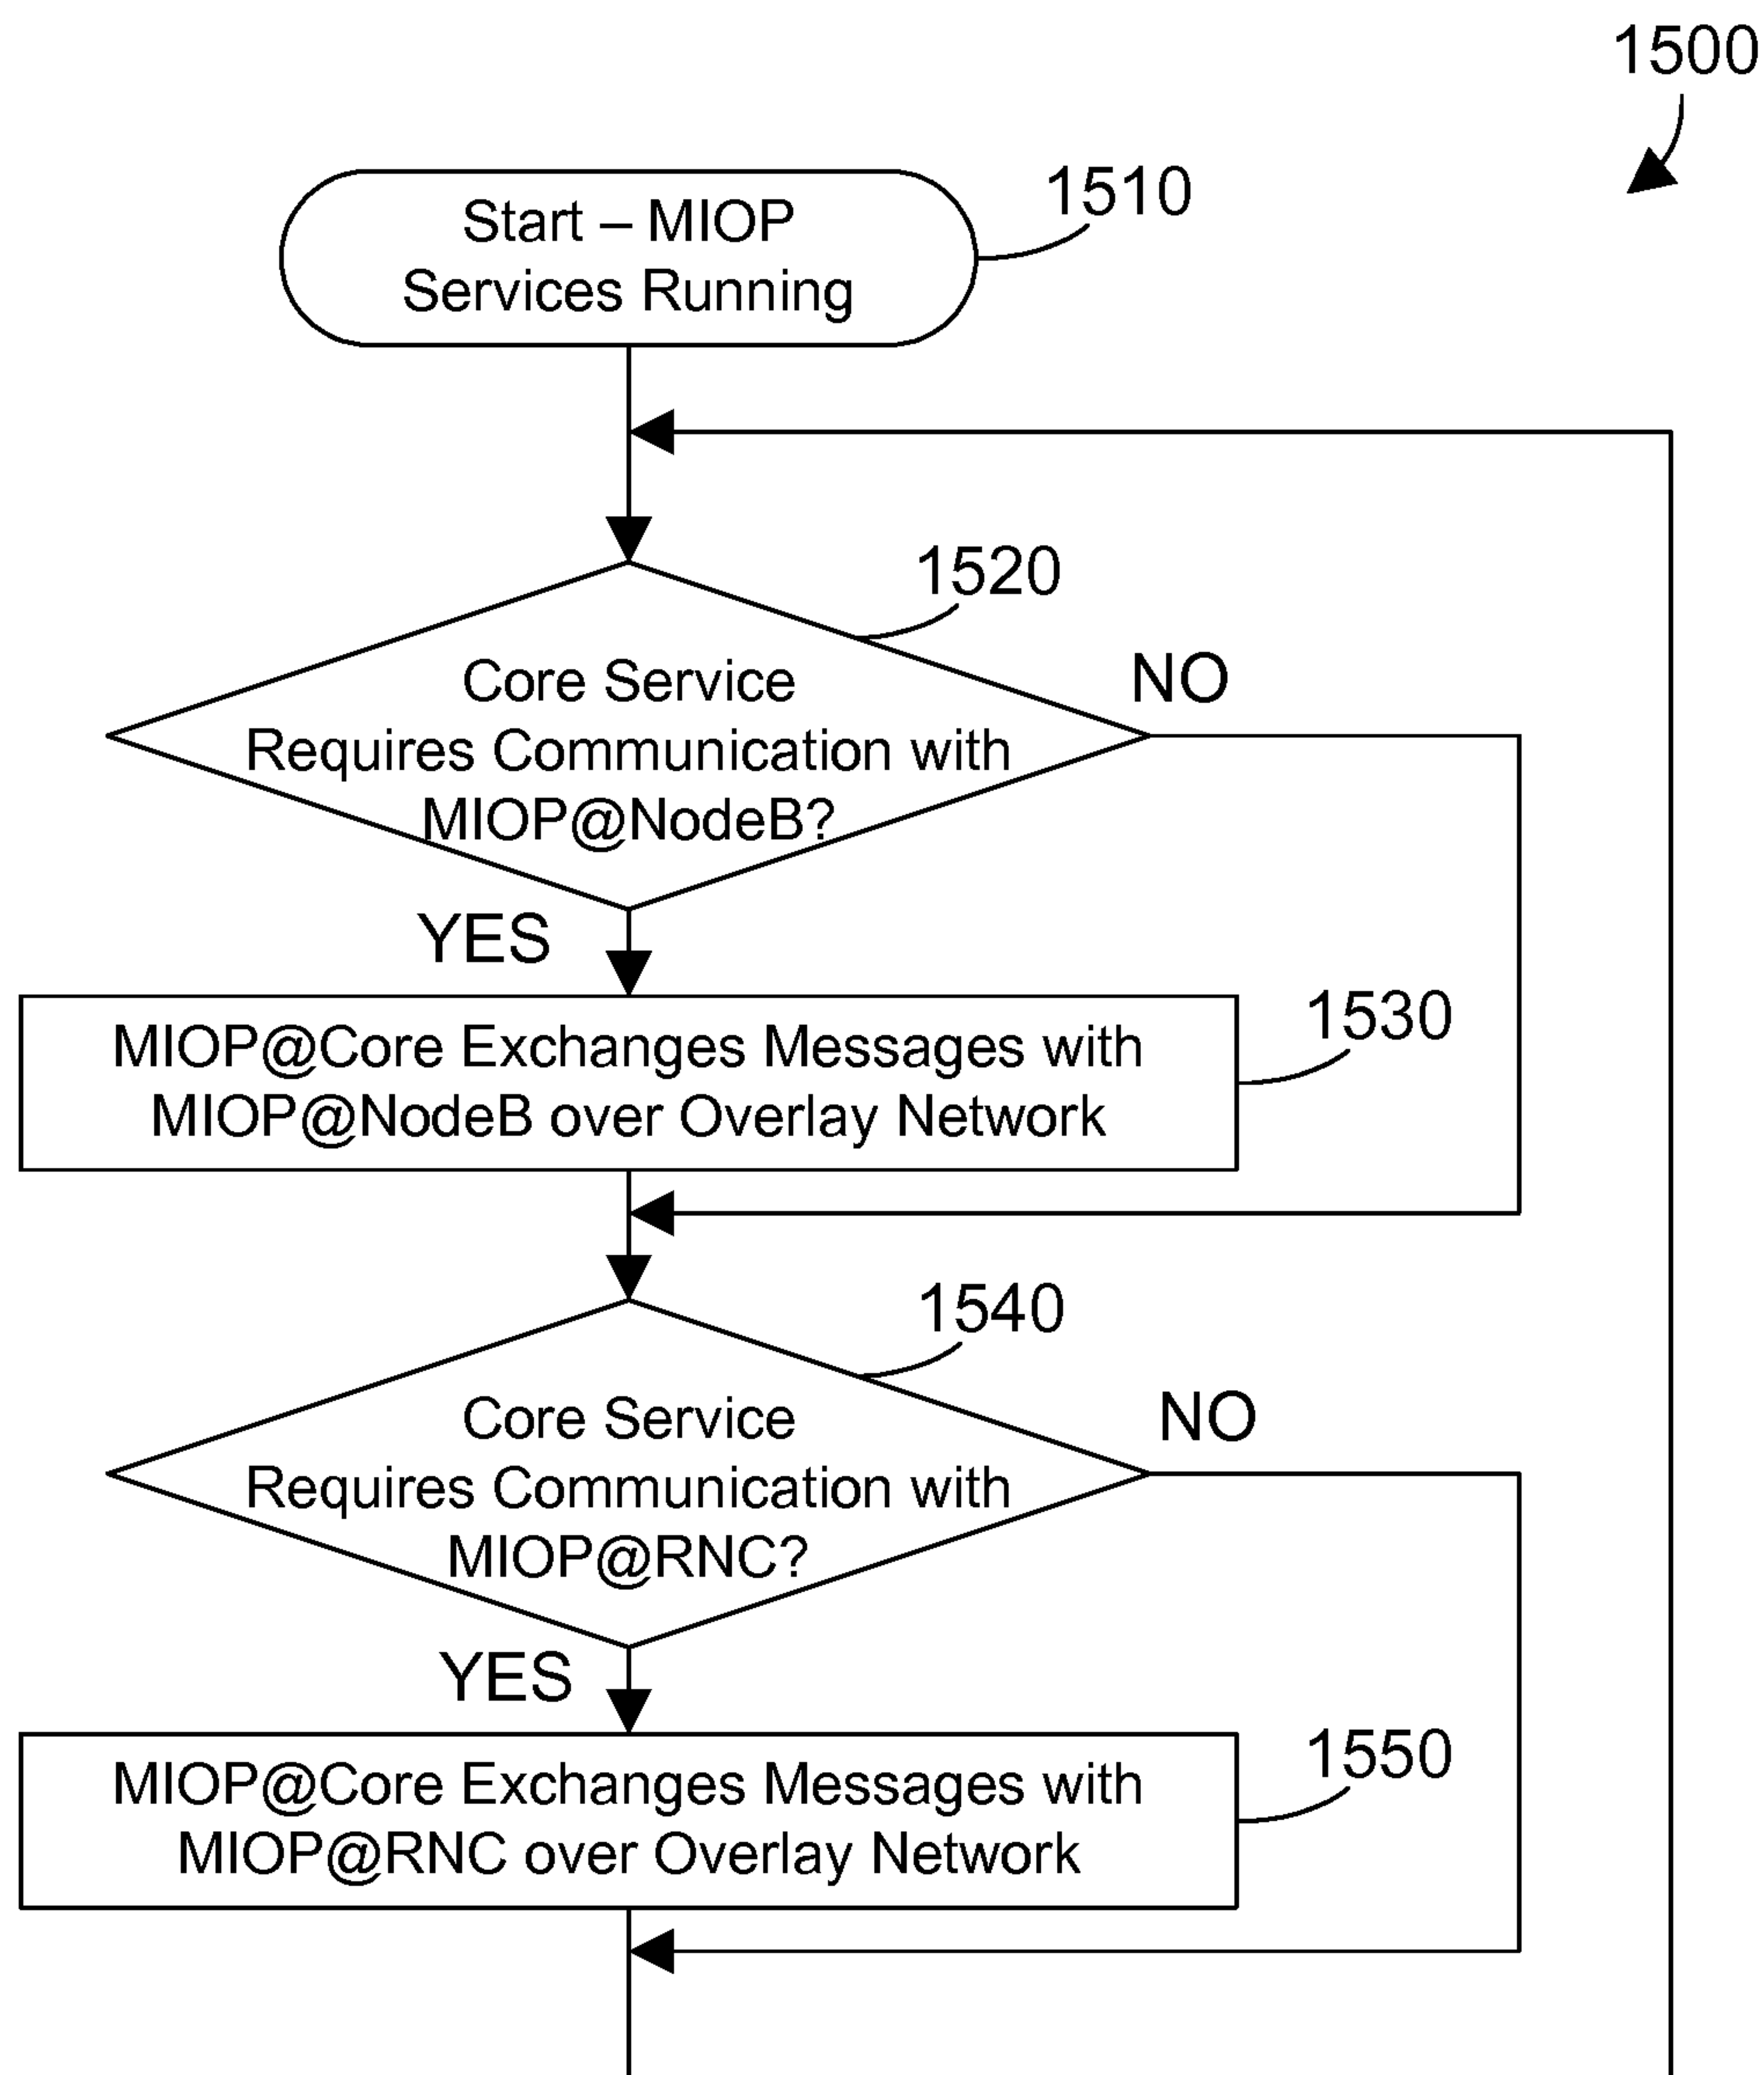 1500
Start – MIOP
Services Running
1510
1520
Core Service
Requires Communication with
MIOP@NodeB?
NO
YES
MIOP@Core Exchanges Messages with
MIOP@NodeB over Overlay Network
1530
1540
Core Service
Requires Communication with
MIOP@RNC?
NO
YES
MIOP@Core Exchanges Messages with
MIOP@RNC over Overlay Network
1550